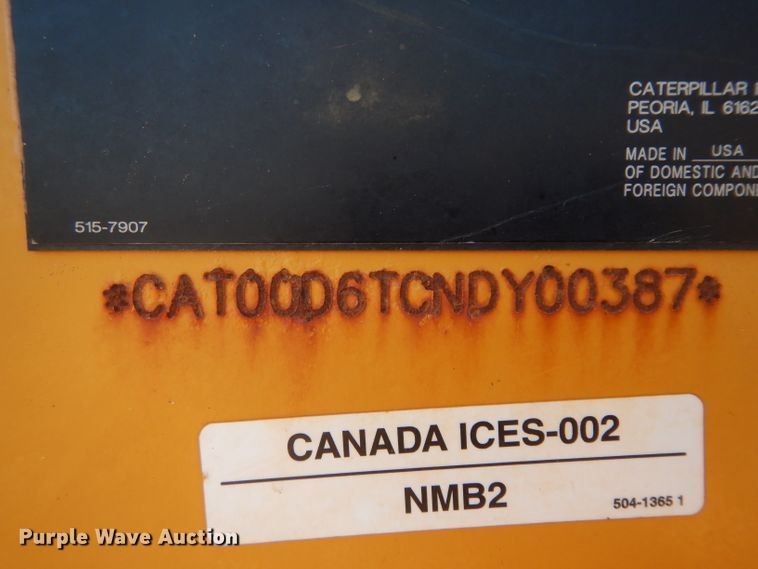 CATERPILLAR
PEORIA, IL
USA
MADE IN USA
OF DOMESTIC AND
FOREIGN
515-7907
*CAT00D6TCNDY00387*
CANADA ICES-002
NMB2
504-1365 1
Purple Wave Auction